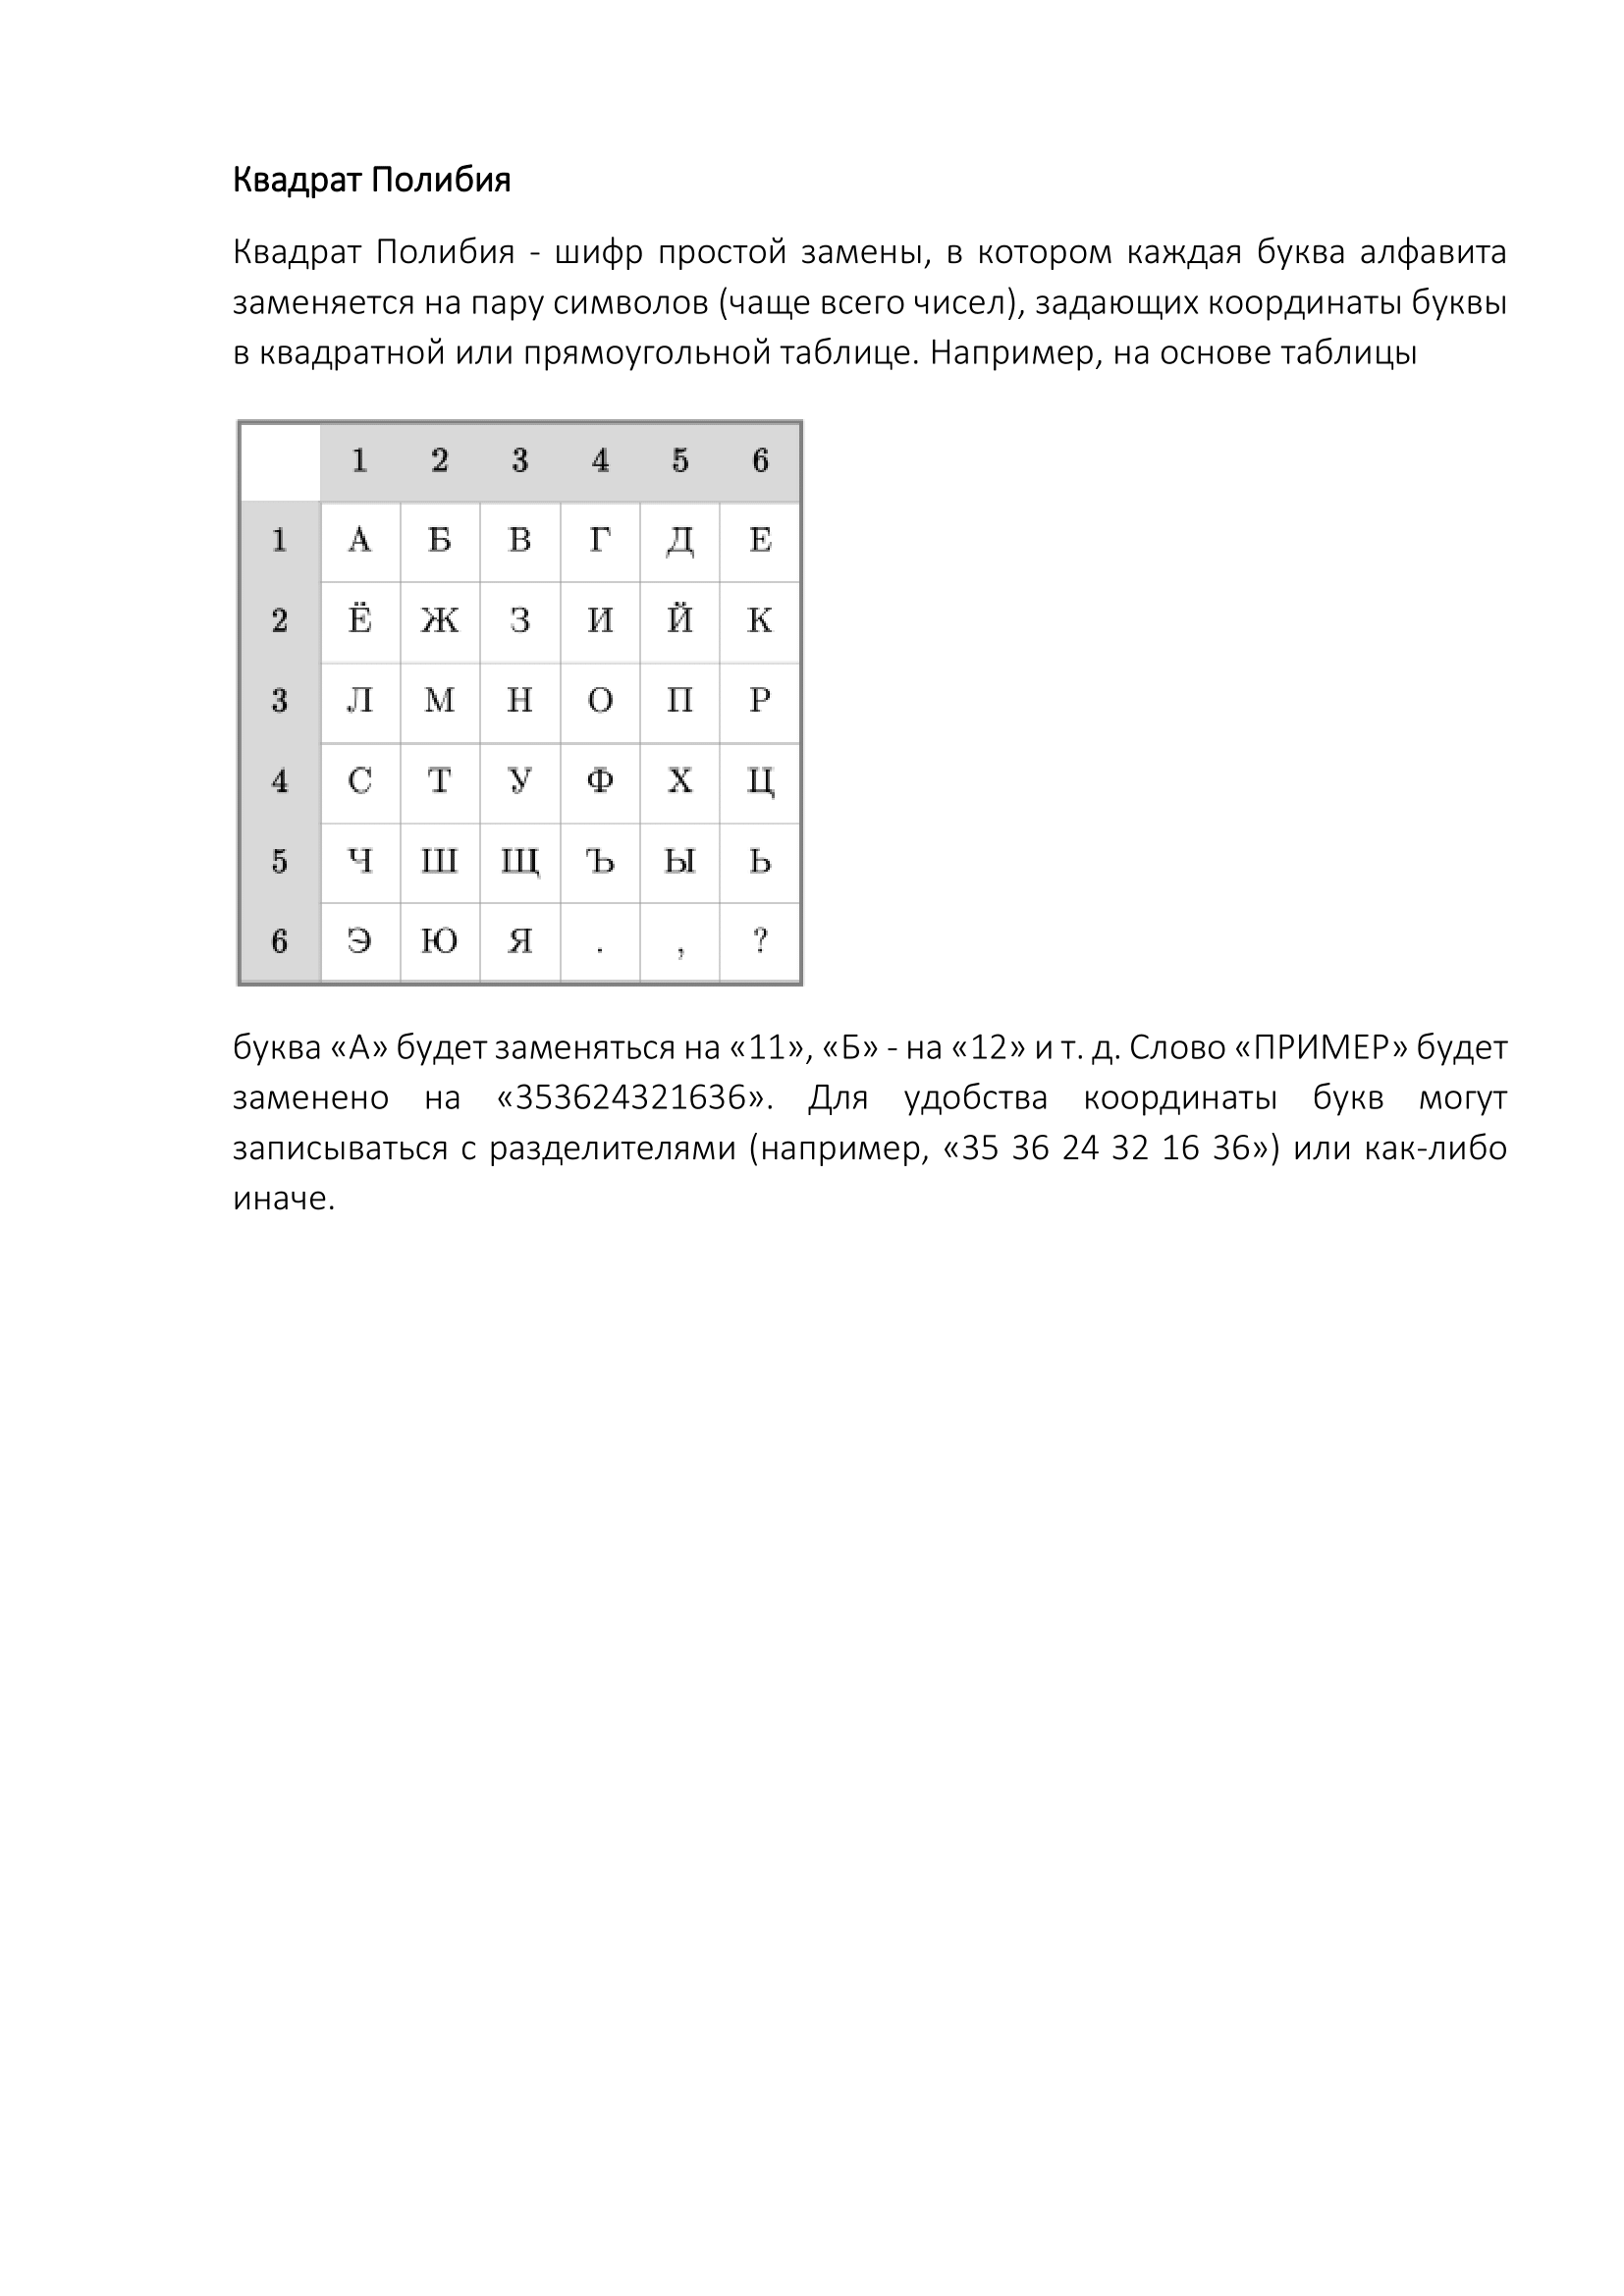 Квадрат Полибия
Квадрат Полибия - шифр простой замены, в котором каждая буква алфавита
заменяется на пару символов (чаще всего чисел), задающих координаты буквы
в квадратной или прямоугольной таблице. Например, на основе таблицы
1 2 3 4 5 6
1 А Б В Г Д Е
2 Ё Ж З И Й К
3 Л М Н О П Р
4 С Т У Ф Х Ц
5 Ч Ш Щ Ъ Ы Ь
6 Э Ю Я . , ?
буква «А» будет заменяться на «11», «Б» - на «12» и т. д. Слово «ПРИМЕР» будет
заменено на «353624321636». Для удобства координаты букв могут
записываться с разделителями (например, «35 36 24 32 16 36») или как-либо
иначе.